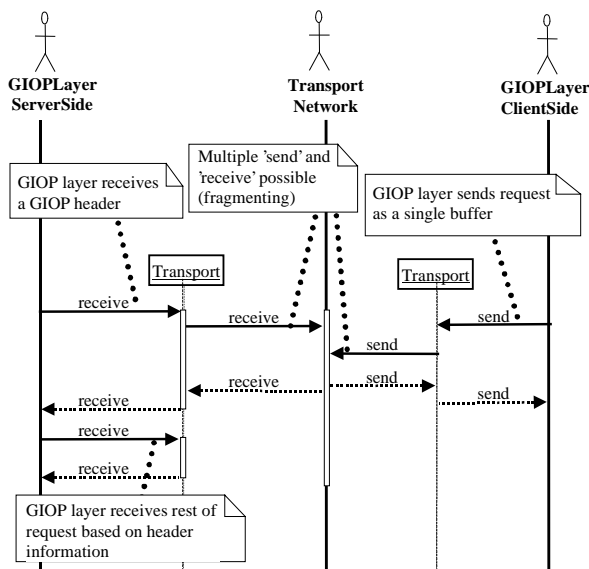 GIOPLayer
ServerSide
Transport
Network
GIOPLayer
ClientSide
GIOP layer receives
a GIOP header
Multiple 'send' and
'receive' possible
(fragmenting)
GIOP layer sends request
as a single buffer
Transport
Transport
receive
receive
send
send
receive
send
receive
send
receive
receive
GIOP layer receives rest of
request based on header
information